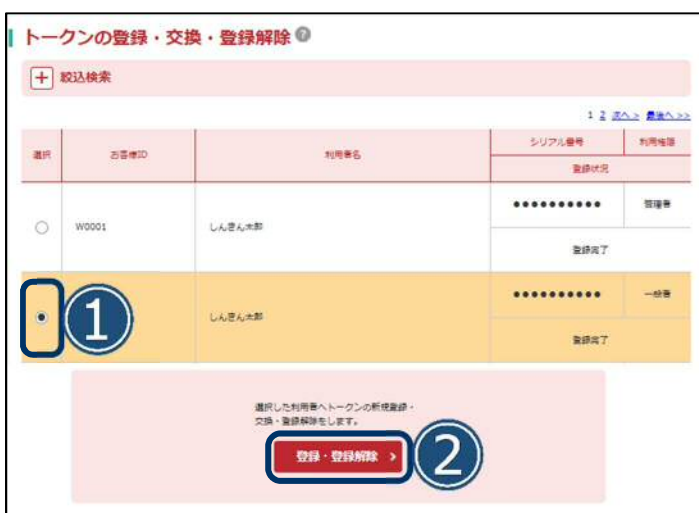 トークンの登録・交換・登録解除 ?
+ 絞込検索
1 2 次へ > 最後へ >>
選択 お客様ID 利用者名 シリアル番号 利用権限
登録状況
W0001 しんきん太郎 ●●●●●●●●●● 管理者
登録完了
① しんきん太郎 ●●●●●●●●●● 一般者
登録完了
選択した利用者へトークンの新規登録・
交換・登録解除をします。
登録・登録解除 > ②